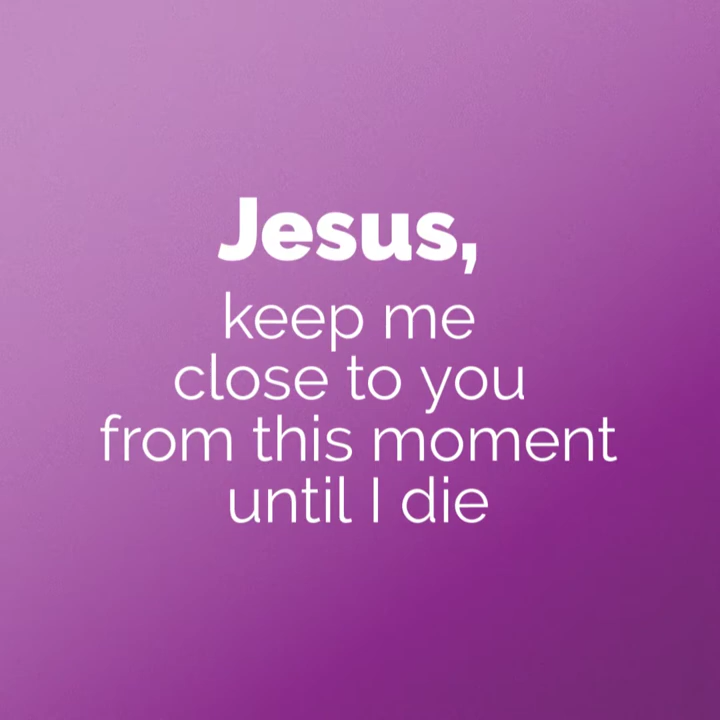 Jesus,
keep me
close to you
from this moment
until I die